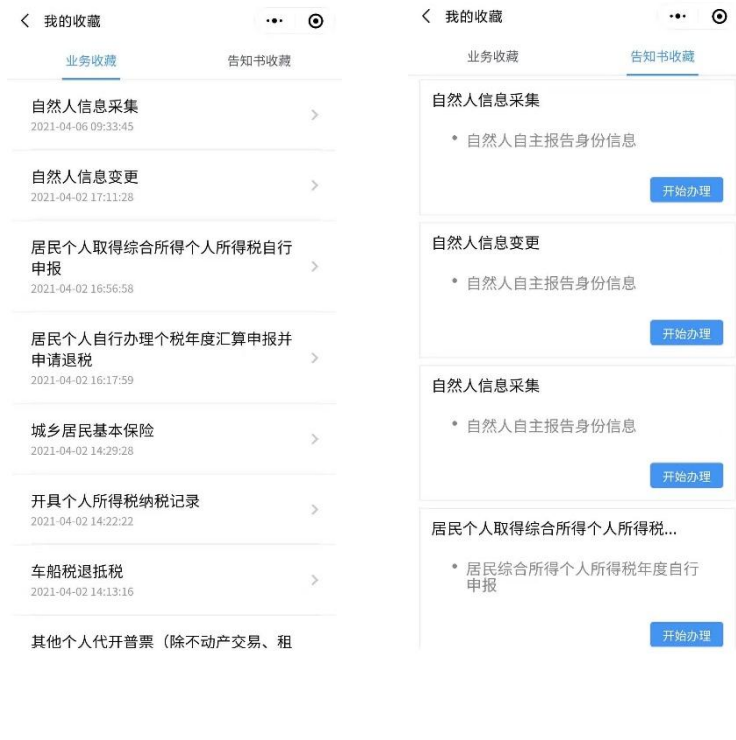 我的收藏
业务收藏
告知书收藏
自然人信息采集
2021-04-06 09:33:45
自然人信息变更
2021-04-02 17:11:28
居民个人取得综合所得个人所得税自行
申报
2021-04-02 16:56:58
居民个人自行办理个税年度汇算申报并
申请退税
2021-04-02 16:17:59
城乡居民基本保险
2021-04-02 14:29:28
开具个人所得税纳税记录
2021-04-02 14:22:22
车船税退抵税
2021-04-02 14:13:16
其他个人代开普票（除不动产交易、租
我的收藏
业务收藏
告知书收藏
自然人信息采集
• 自然人自主报告身份信息
开始办理
自然人信息变更
• 自然人自主报告身份信息
开始办理
自然人信息采集
• 自然人自主报告身份信息
开始办理
居民个人取得综合所得个人所得税...
• 居民综合所得个人所得税年度自行
申报
开始办理